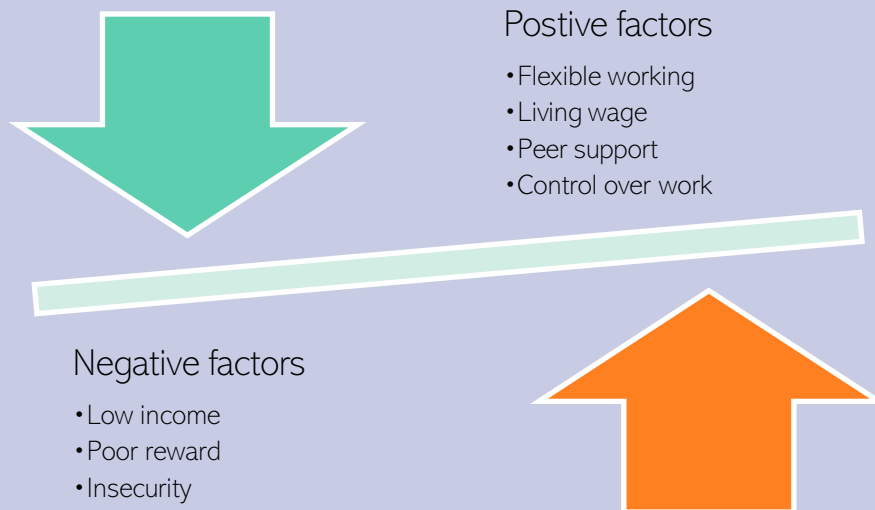 Postive factors
•Flexible working
•Living wage
•Peer support
•Control over work
Negative factors
•Low income
•Poor reward
•Insecurity